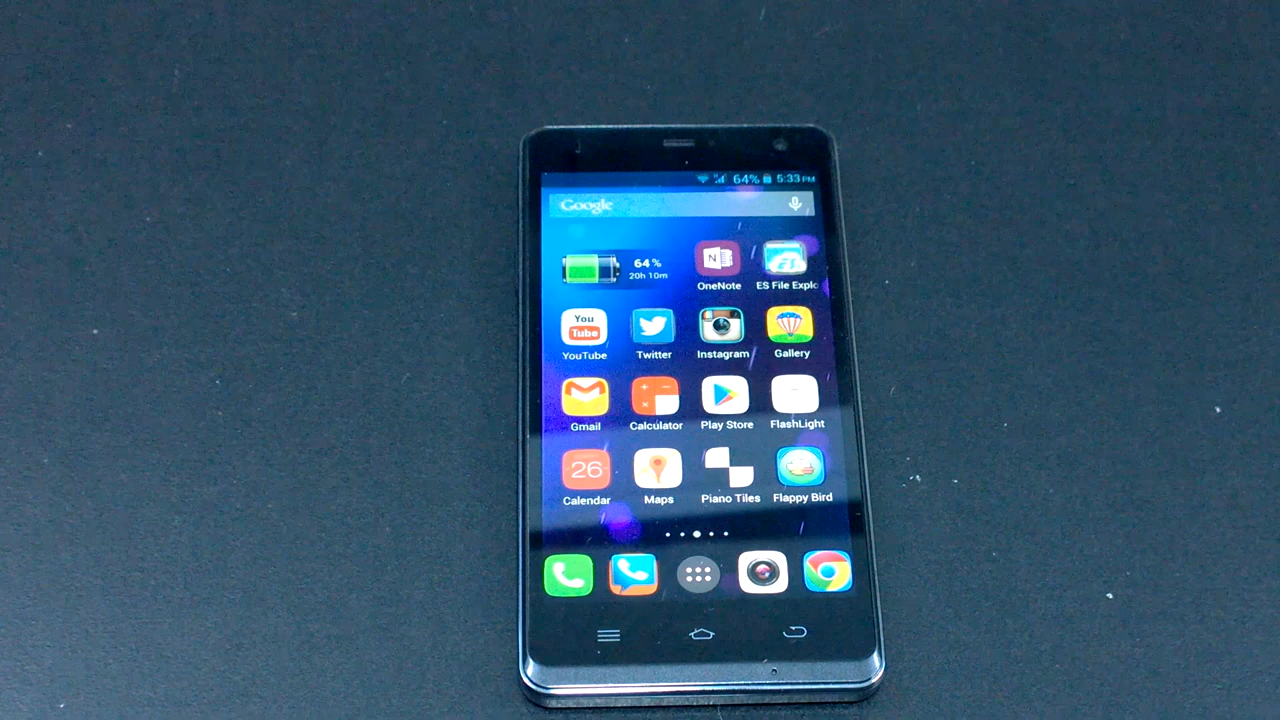 64% 5:33 PM
Google
64%
20h 10m
N
OneNote ES File Explo
You
Tube
YouTube Twitter Instagram Gallery
Gmail Calculator Play Store FlashLight
26
Calendar Maps Piano Tiles Flappy Bird